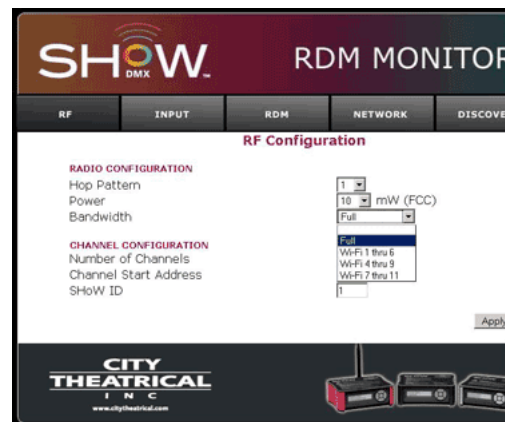 SHOW DMX ™
RDM MONITOR
RF INPUT RDM NETWORK DISCOVE
RF Configuration
RADIO CONFIGURATION
Hop Pattern 1
Power 10 mW (FCC)
Bandwidth Full
Full
Wi-Fi 1 thru 6
CHANNEL CONFIGURATION
Wi-Fi 4 thru 9
Number of Channels
Wi-Fi 7 thru 11
Channel Start Address
SHoW ID 1
Apply
CITY
THEATRICAL
INC
www.citytheatrical.com